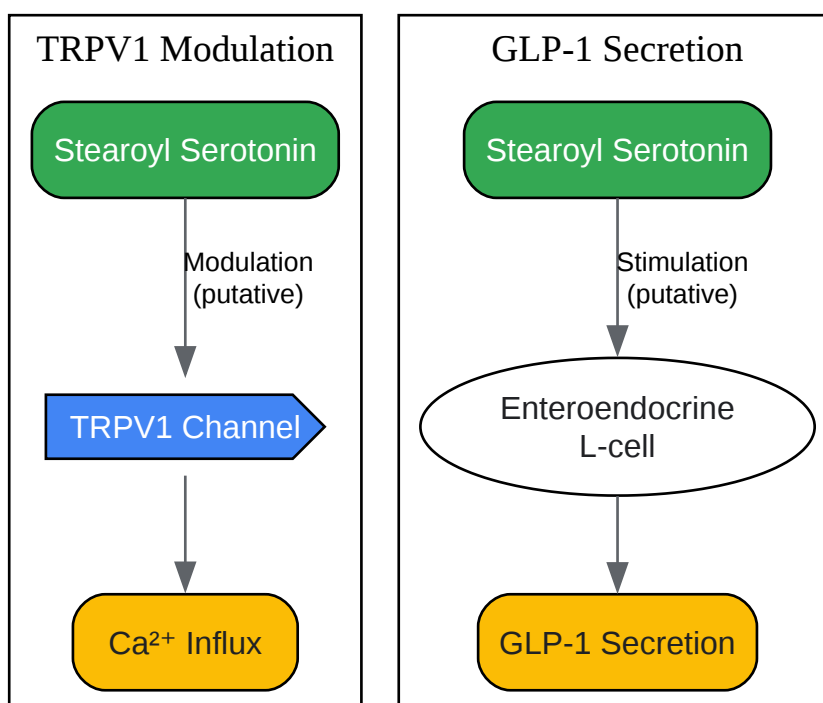 TRPV1 Modulation
Stearoyl Serotonin
Modulation
(putative)
TRPV1 Channel
Ca²⁺ Influx
GLP-1 Secretion
Stearoyl Serotonin
Stimulation
(putative)
Enteroendocrine
L-cell
GLP-1 Secretion